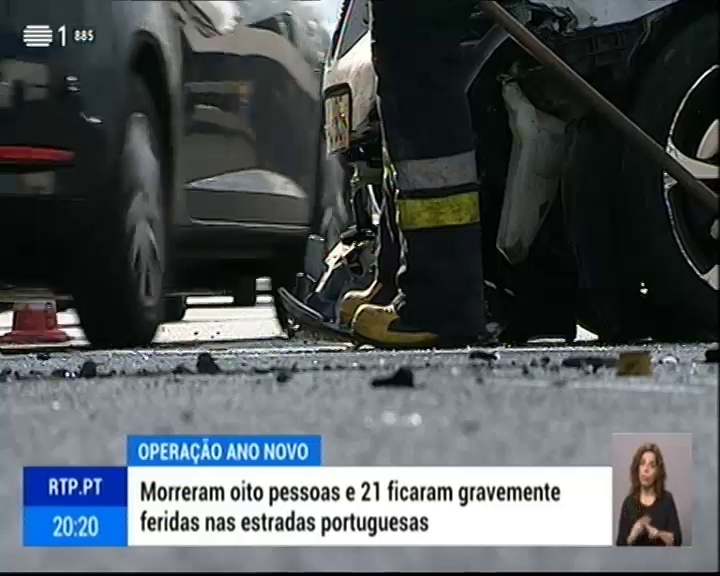 1 885
OPERAÇÃO ANO NOVO
RTP.PT
Morreram oito pessoas e 21 ficaram gravemente
20:20
feridas nas estradas portuguesas